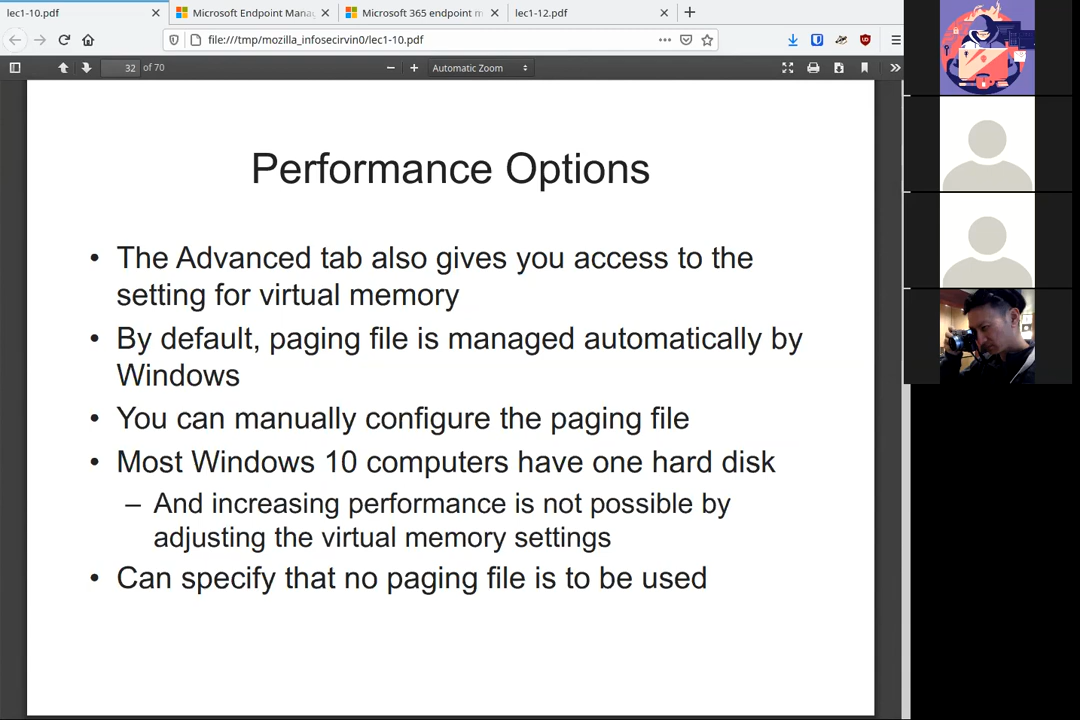 lec1-10.pdf
Microsoft Endpoint Mana
Microsoft 365 endpoint m
lec1-12.pdf
file:///tmp/mozilla_infosecirvin0/lec1-10.pdf
32 of 70
Automatic Zoom
Performance Options
• The Advanced tab also gives you access to the
setting for virtual memory
• By default, paging file is managed automatically by
Windows
• You can manually configure the paging file
• Most Windows 10 computers have one hard disk
– And increasing performance is not possible by
adjusting the virtual memory settings
• Can specify that no paging file is to be used